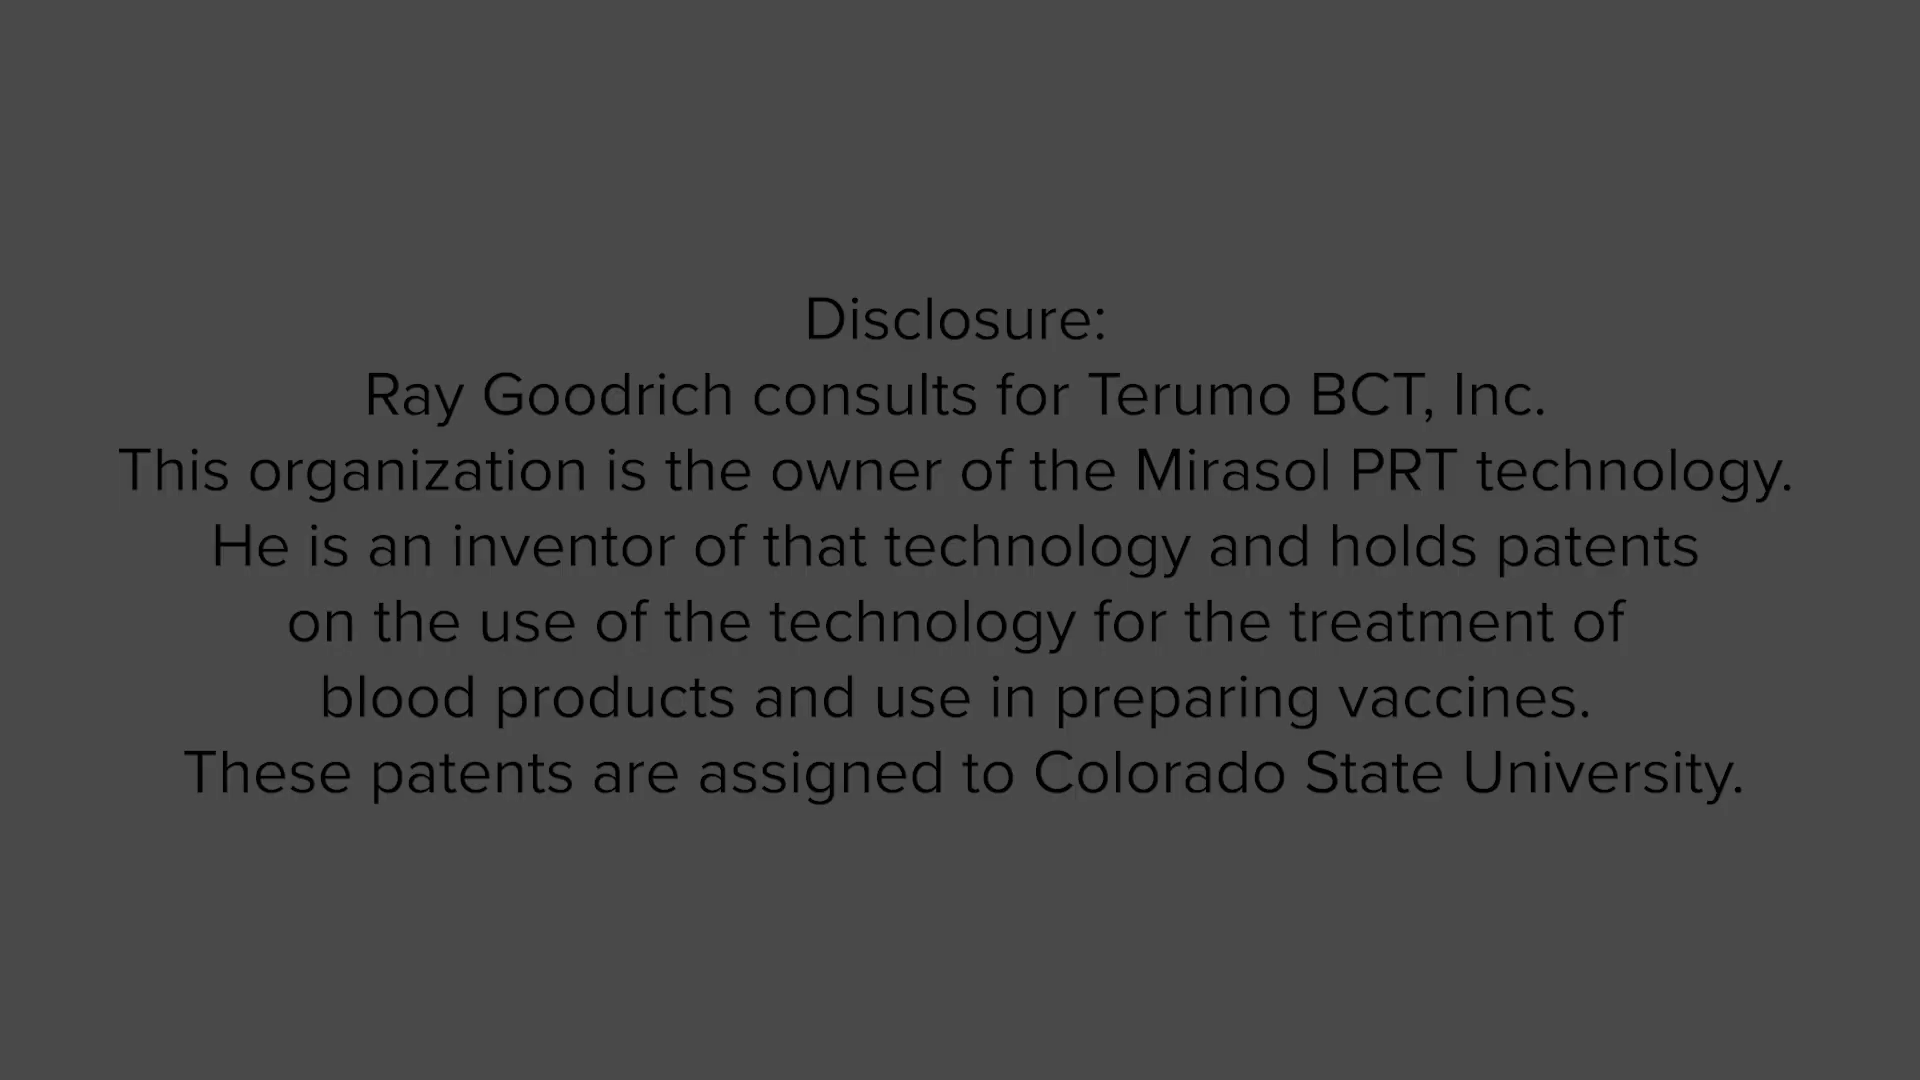 Disclosure:
Ray Goodrich consults for Terumo BCT, Inc.
This organization is the owner of the Mirasol PRT technology.
He is an inventor of that technology and holds patents
on the use of the technology for the treatment of
blood products and use in preparing vaccines.
These patents are assigned to Colorado State University.